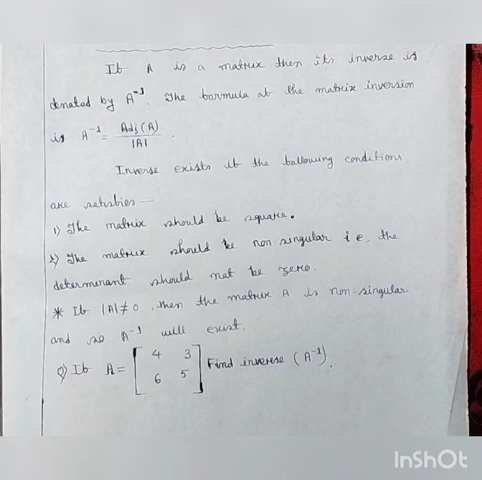 If A is a matrix then its inverse is
denoted by A⁻¹. The formula of the matrix inversion
is A⁻¹ = Adj(A) / |A| .
Inverse exists if the following conditions
are satisfies —
1) The matrix should be square.
2) The matrix should be non singular i e, the
determinant should not be zero.
* If |A| ≠ 0, then the matrix A is non-singular
and so A⁻¹ will exist.
Q) If A = [4 3
6 5] Find inverse (A⁻¹).
InShOt